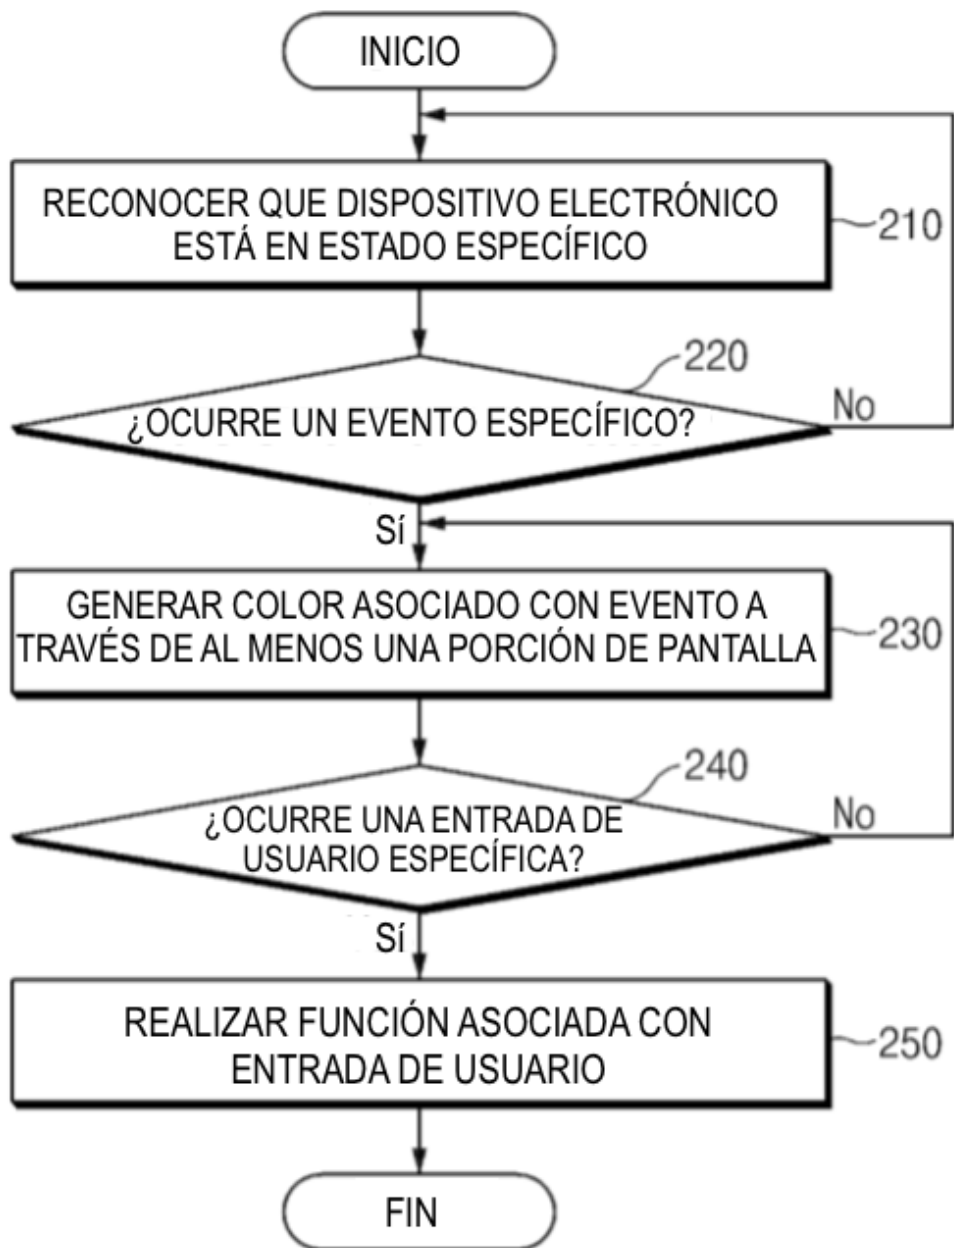 INICIO
RECONOCER QUE DISPOSITIVO ELECTRÓNICO
ESTÁ EN ESTADO ESPECÍFICO
210
220
¿OCURRE UN EVENTO ESPECÍFICO?
No
Sí
GENERAR COLOR ASOCIADO CON EVENTO A
TRAVÉS DE AL MENOS UNA PORCIÓN DE PANTALLA
230
240
¿OCURRE UNA ENTRADA DE
USUARIO ESPECÍFICA?
No
Sí
REALIZAR FUNCIÓN ASOCIADA CON
ENTRADA DE USUARIO
250
FIN